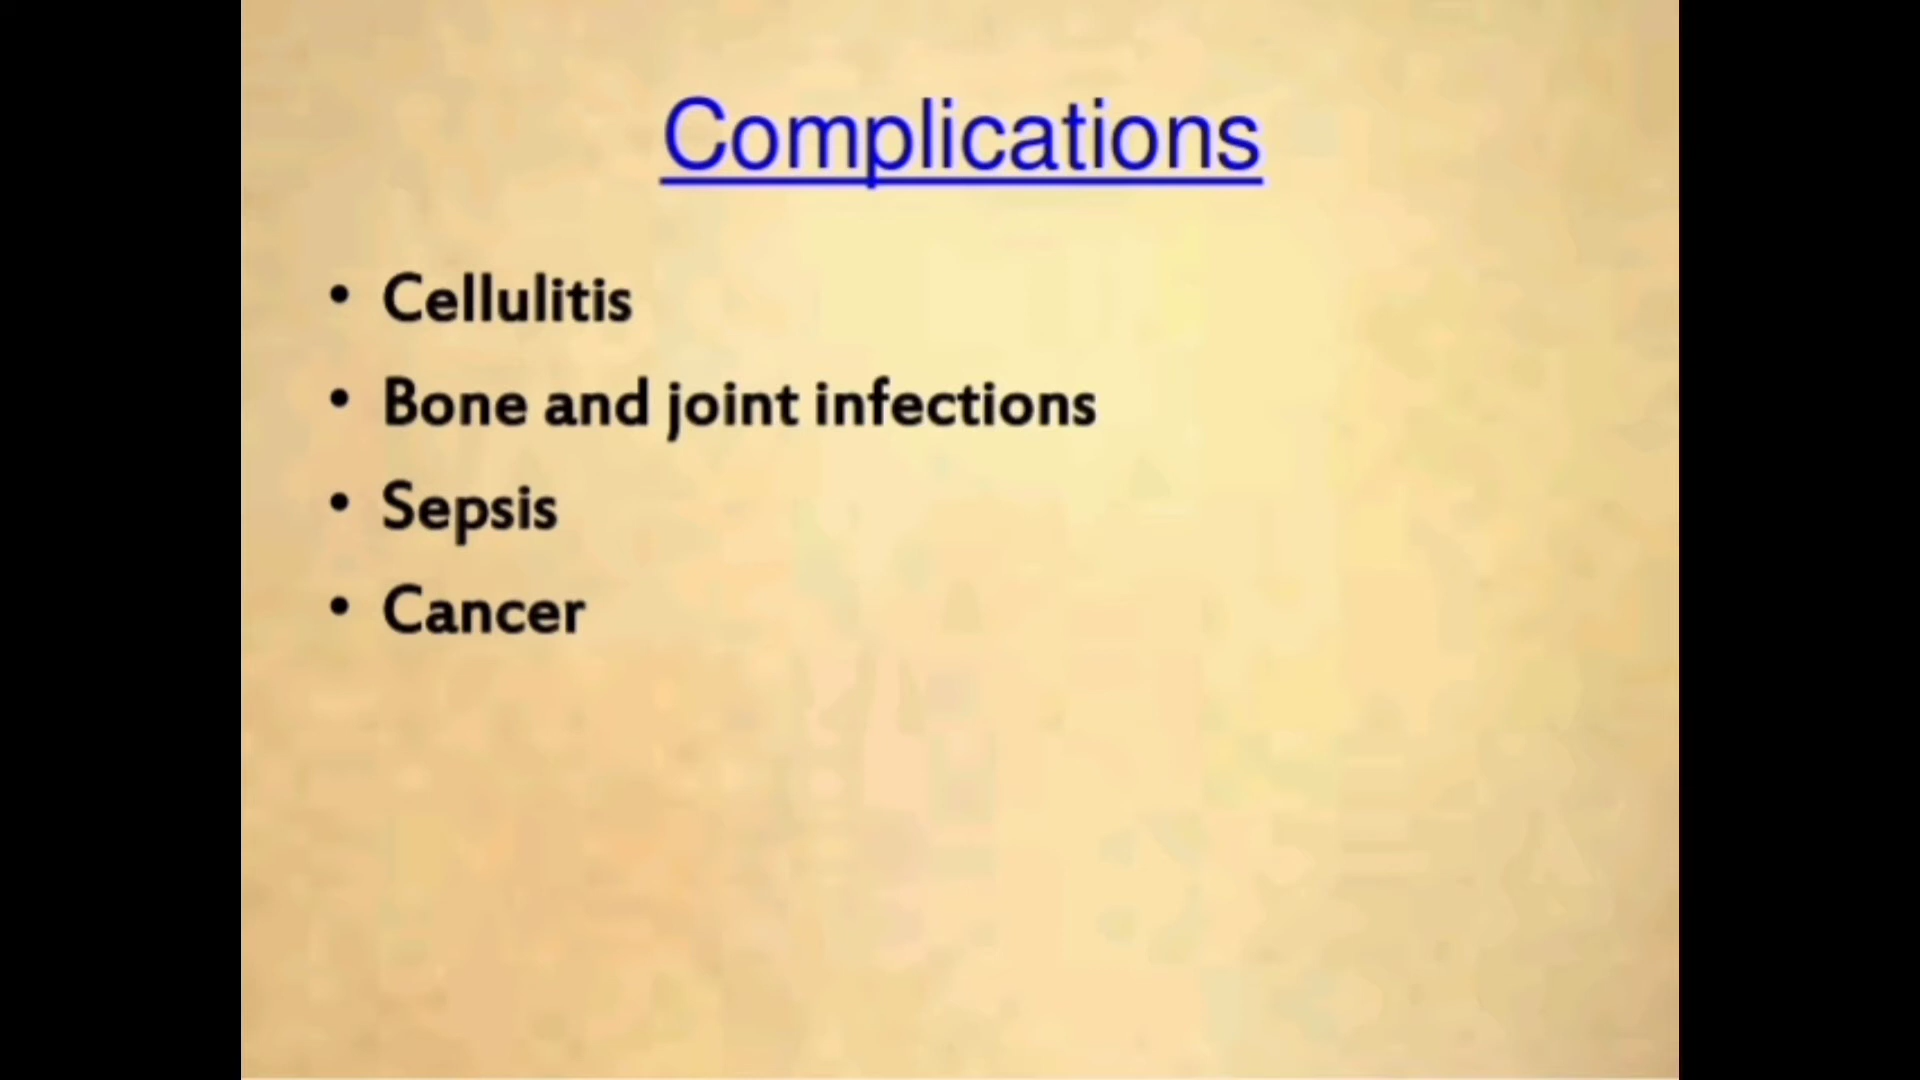 Complications
• Cellulitis
• Bone and joint infections
• Sepsis
• Cancer